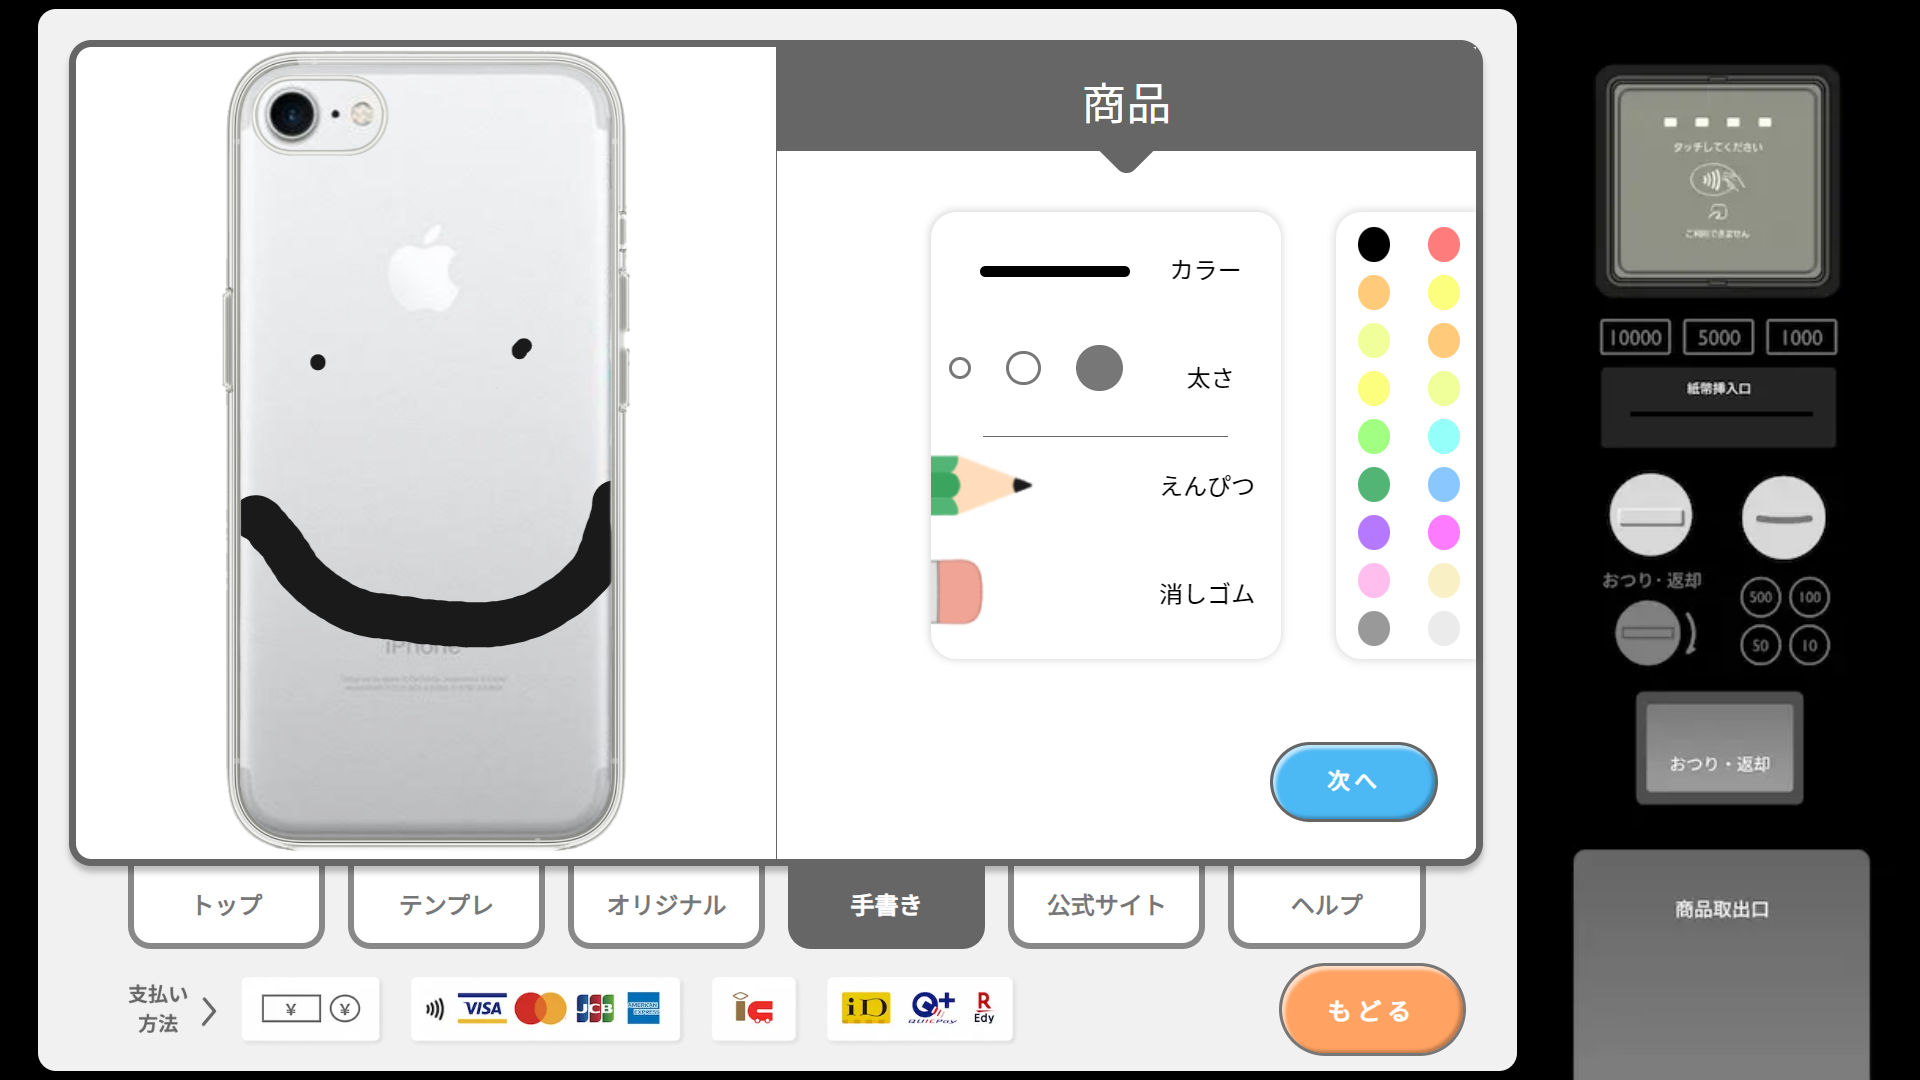 商品
カラー
太さ
えんぴつ
消しゴム
iPhone
次へ
トップ
テンプレ
オリジナル
手書き
公式サイト
ヘルプ
支払い
方法
¥ ¥
VISA
JCB
AMERICAN
EXPRESS
iD
QUICPay
R
Edy
もどる
タッチしてください
ご利用できません
10000 5000 1000
紙幣挿入口
おつり・返却
500 100
50 10
おつり・返却
商品取出口